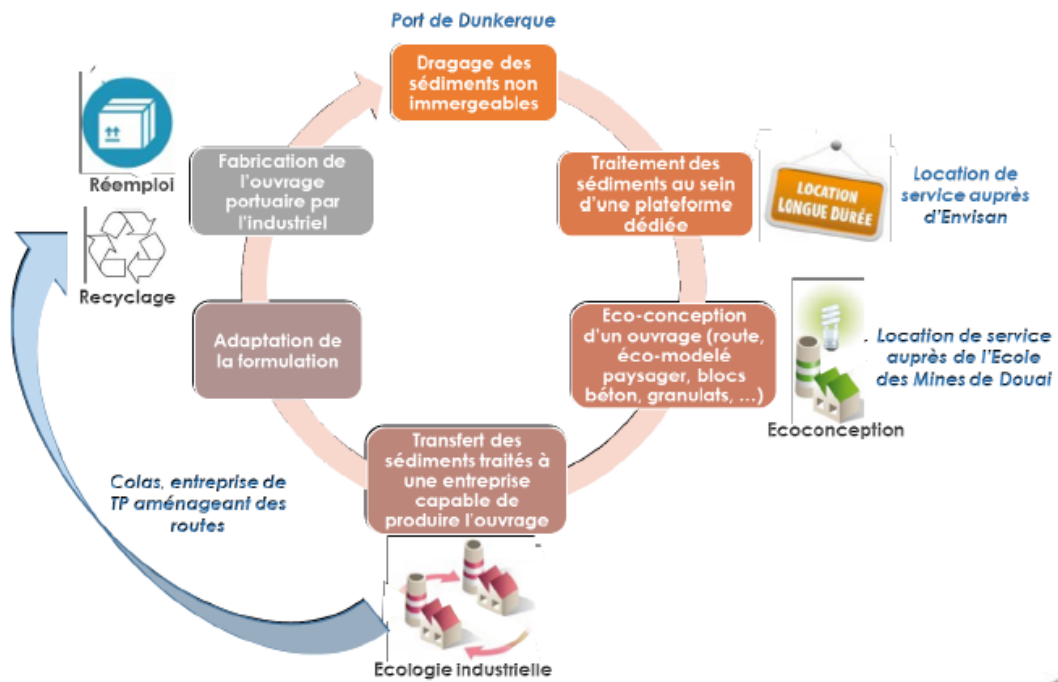 Port de Dunkerque
Dragage des
sédiments non
immergeables
Traitement des
sédiments au sein
d'une plateforme
dédiée
LOCATION
LONGUE DURÉE
Location de
service auprès
d'Envisan
Eco-conception
d'un ouvrage (route,
éco-modelé
paysager, blocs
béton, granulats, ...)
Ecoconception
Location de service
auprès de l'Ecole
des Mines de Douai
Transfert des
sédiments traités à
une entreprise
capable de
produire l'ouvrage
Ecologie industrielle
Colas, entreprise de
TP aménageant des
routes
Adaptation de
la formulation
Fabrication de
l'ouvrage
portuaire par
l'industriel
Réemploi
Recyclage